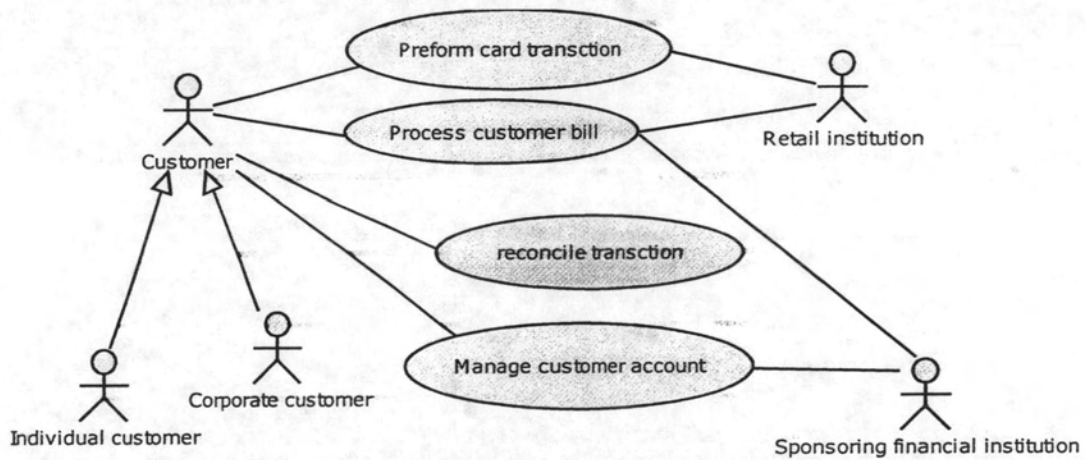 Preform card transction
Process customer bill
Retail institution
Customer
reconcile transction
Manage customer account
Corporate customer
Individual customer
Sponsoring financial institution